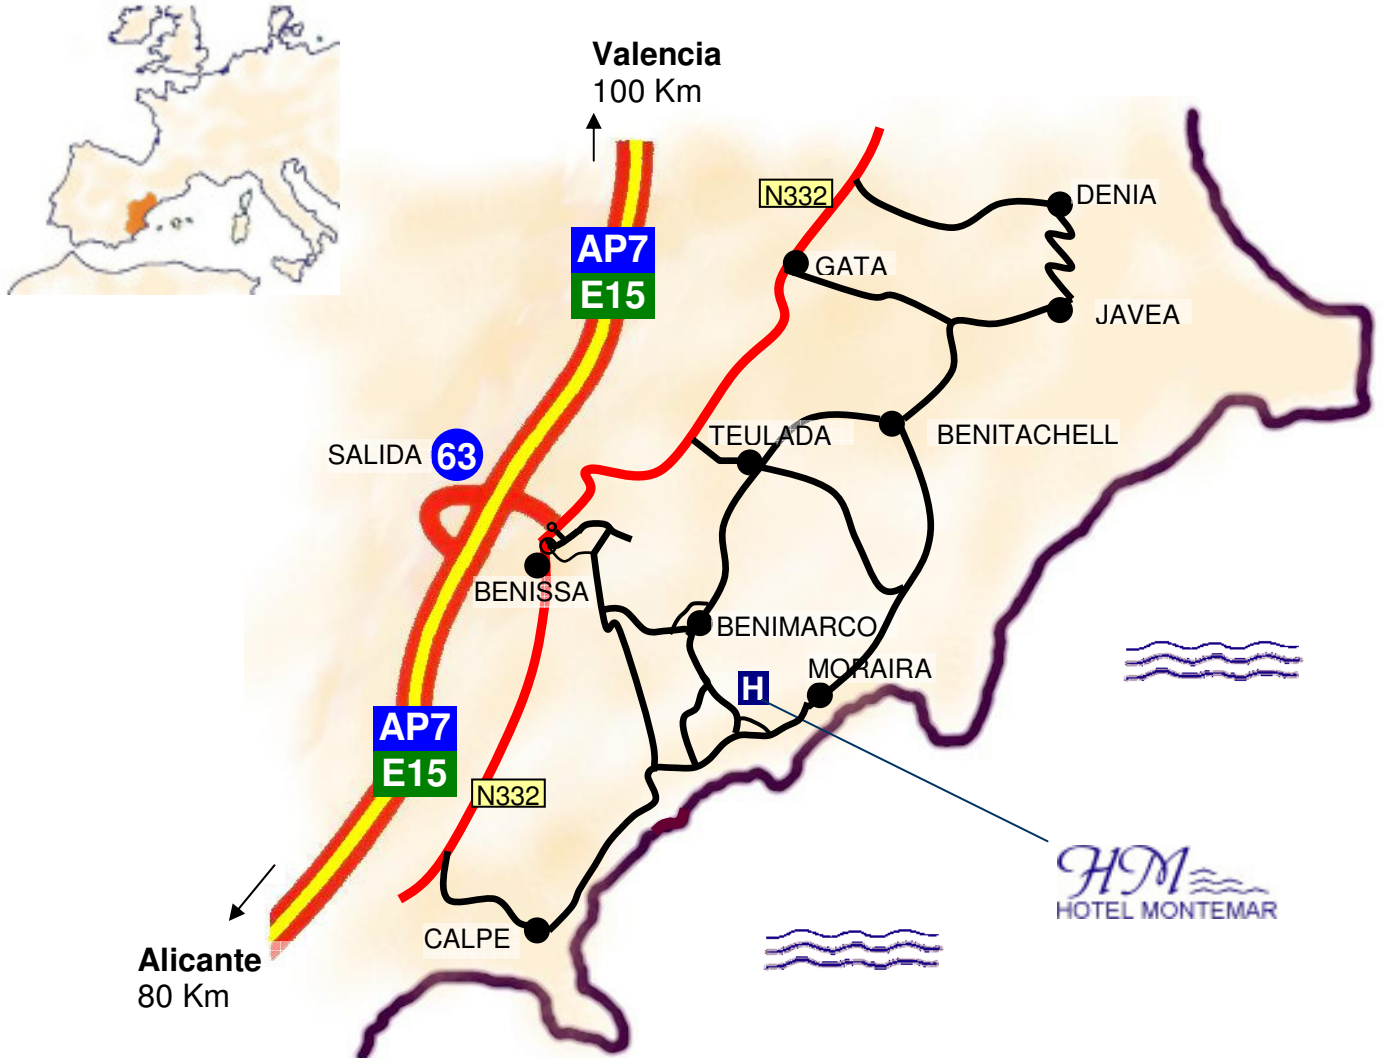 Valencia
100 Km
N332
DENIA
AP7
E15
GATA
JAVEA
TEULADA
BENITACHELL
SALIDA 63
BENISSA
BENIMARCO
MORAIRA
H
AP7
E15
N332
HM
HOTEL MONTEMAR
CALPE
Alicante
80 Km